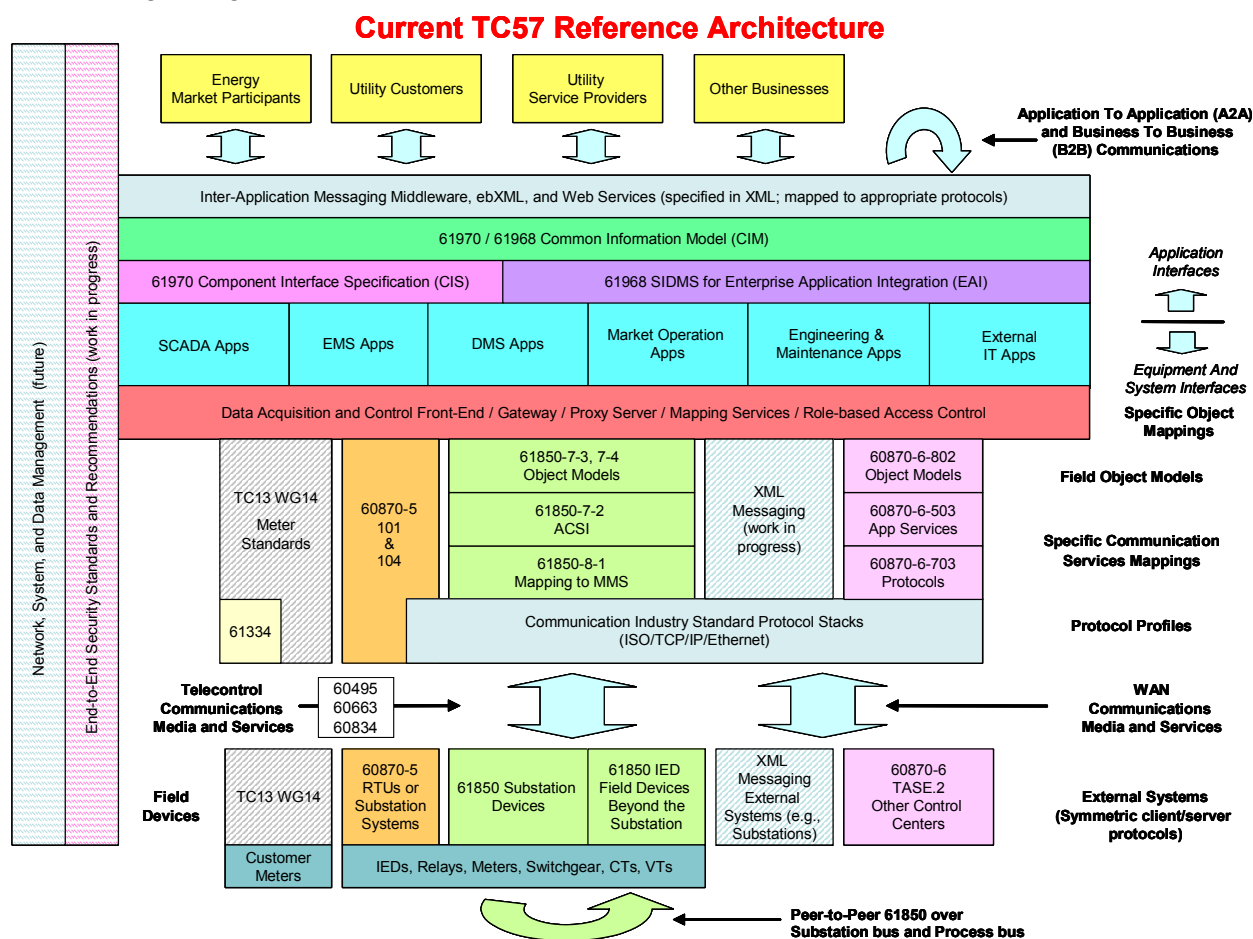 Current TC57 Reference Architecture
Network, System, and Data Management (future)
End-to-End Security Standards and Recommendations (work in progress)
Energy
Market Participants
Utility Customers
Utility
Service Providers
Other Businesses
Application To Application (A2A)
and Business To Business
(B2B) Communications
Inter-Application Messaging Middleware, ebXML, and Web Services (specified in XML; mapped to appropriate protocols)
61970 / 61968 Common Information Model (CIM)
61970 Component Interface Specification (CIS)
61968 SIDMS for Enterprise Application Integration (EAI)
Application
Interfaces
SCADA Apps
EMS Apps
DMS Apps
Market Operation
Apps
Engineering &
Maintenance Apps
External
IT Apps
Equipment And
System Interfaces
Data Acquisition and Control Front-End / Gateway / Proxy Server / Mapping Services / Role-based Access Control
Specific Object
Mappings
TC13 WG14
Meter
Standards
61334
60870-5
101
&
104
61850-7-3, 7-4
Object Models
61850-7-2
ACSI
61850-8-1
Mapping to MMS
XML
Messaging
(work in
progress)
60870-6-802
Object Models
60870-6-503
App Services
60870-6-703
Protocols
Field Object Models
Specific Communication
Services Mappings
Communication Industry Standard Protocol Stacks
(ISO/TCP/IP/Ethernet)
Protocol Profiles
Telecontrol
Communications
Media and Services
60495
60663
60834
WAN
Communications
Media and Services
Field
Devices
TC13 WG14
60870-5
RTUs or
Substation
Systems
61850 Substation
Devices
61850 IED
Field Devices
Beyond the
Substation
XML
Messaging
External
Systems (e.g.,
Substations)
60870-6
TASE.2
Other Control
Centers
External Systems
(Symmetric client/server
protocols)
Customer
Meters
IEDs, Relays, Meters, Switchgear, CTs, VTs
Peer-to-Peer 61850 over
Substation bus and Process bus